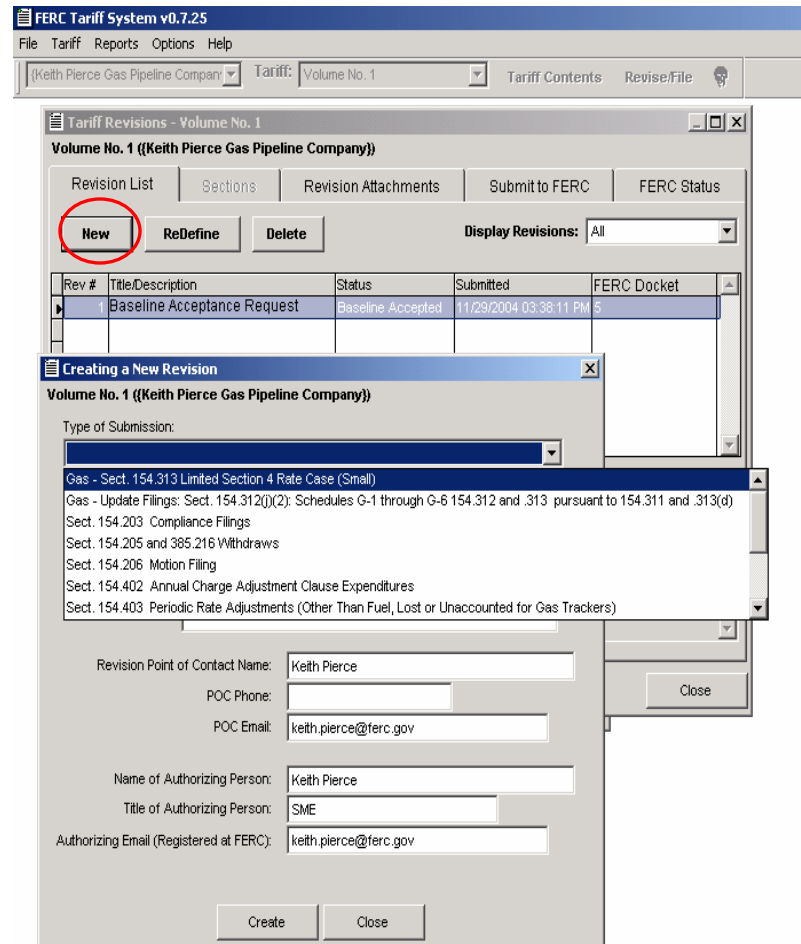 FERC Tariff System v0.7.25
File Tariff Reports Options Help
{Keith Pierce Gas Pipeline Compan Tariff: Volume No. 1 Tariff Contents Revise/File
Tariff Revisions - Volume No. 1
Volume No. 1 ({Keith Pierce Gas Pipeline Company})
Revision List Sections Revision Attachments Submit to FERC FERC Status
New ReDefine Delete Display Revisions: All
Rev # Title/Description Status Submitted FERC Docket
1 Baseline Acceptance Request Baseline Accepted 11/29/2004 03:38:11 PM 5
Creating a New Revision
Volume No. 1 ({Keith Pierce Gas Pipeline Company})
Type of Submission:
Gas - Sect. 154.313 Limited Section 4 Rate Case (Small)
Gas - Update Filings: Sect. 154.312(j)(2): Schedules G-1 through G-6 154.312 and .313 pursuant to 154.311 and .313(d)
Sect. 154.203 Compliance Filings
Sect. 154.205 and 385.216 Withdraws
Sect. 154.206 Motion Filing
Sect. 154.402 Annual Charge Adjustment Clause Expenditures
Sect. 154.403 Periodic Rate Adjustments (Other Than Fuel, Lost or Unaccounted for Gas Trackers)
Revision Point of Contact Name: Keith Pierce
POC Phone:
POC Email: keith.pierce@ferc.gov
Close
Name of Authorizing Person: Keith Pierce
Title of Authorizing Person: SME
Authorizing Email (Registered at FERC): keith.pierce@ferc.gov
Create Close